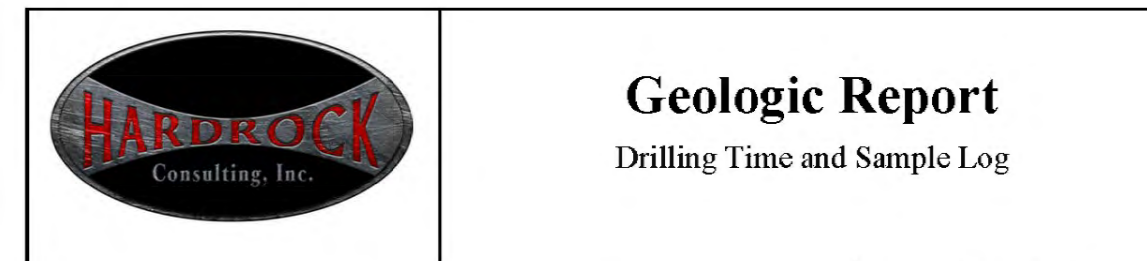 HARDROCK
Consulting, Inc.
Geologic Report
Drilling Time and Sample Log